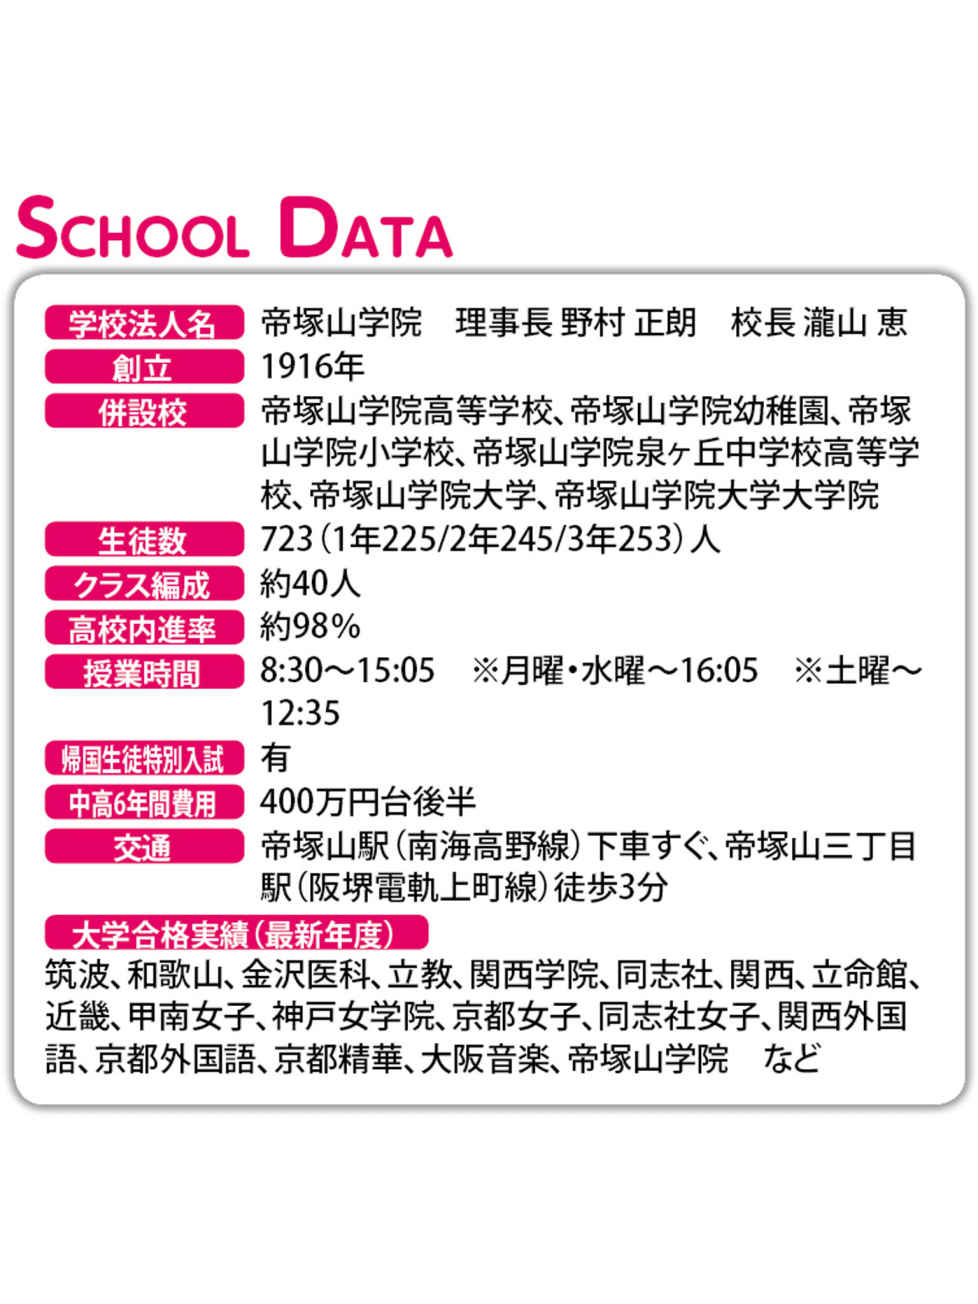 SCHOOL DATA
学校法人名 帝塚山学院 理事長 野村 正朗 校長 瀧山 恵
創立 1916年
併設校 帝塚山学院高等学校、帝塚山学院幼稚園、帝塚
山学院小学校、帝塚山学院泉ヶ丘中学校高等学
校、帝塚山学院大学、帝塚山学院大学大学院
生徒数 723（1年225/2年245/3年253）人
クラス編成 約40人
高校内進率 約98%
授業時間 8:30～15:05 ※月曜・水曜～16:05 ※土曜～
12:35
帰国生徒特別入試 有
中高6年間費用 400万円台後半
交通 帝塚山駅（南海高野線）下車すぐ、帝塚山三丁目
駅（阪堺電軌上町線）徒歩3分
大学合格実績（最新年度）
筑波、和歌山、金沢医科、立教、関西学院、同志社、関西、立命館、
近畿、甲南女子、神戸女学院、京都女子、同志社女子、関西外国
語、京都外国語、京都精華、大阪音楽、帝塚山学院 など